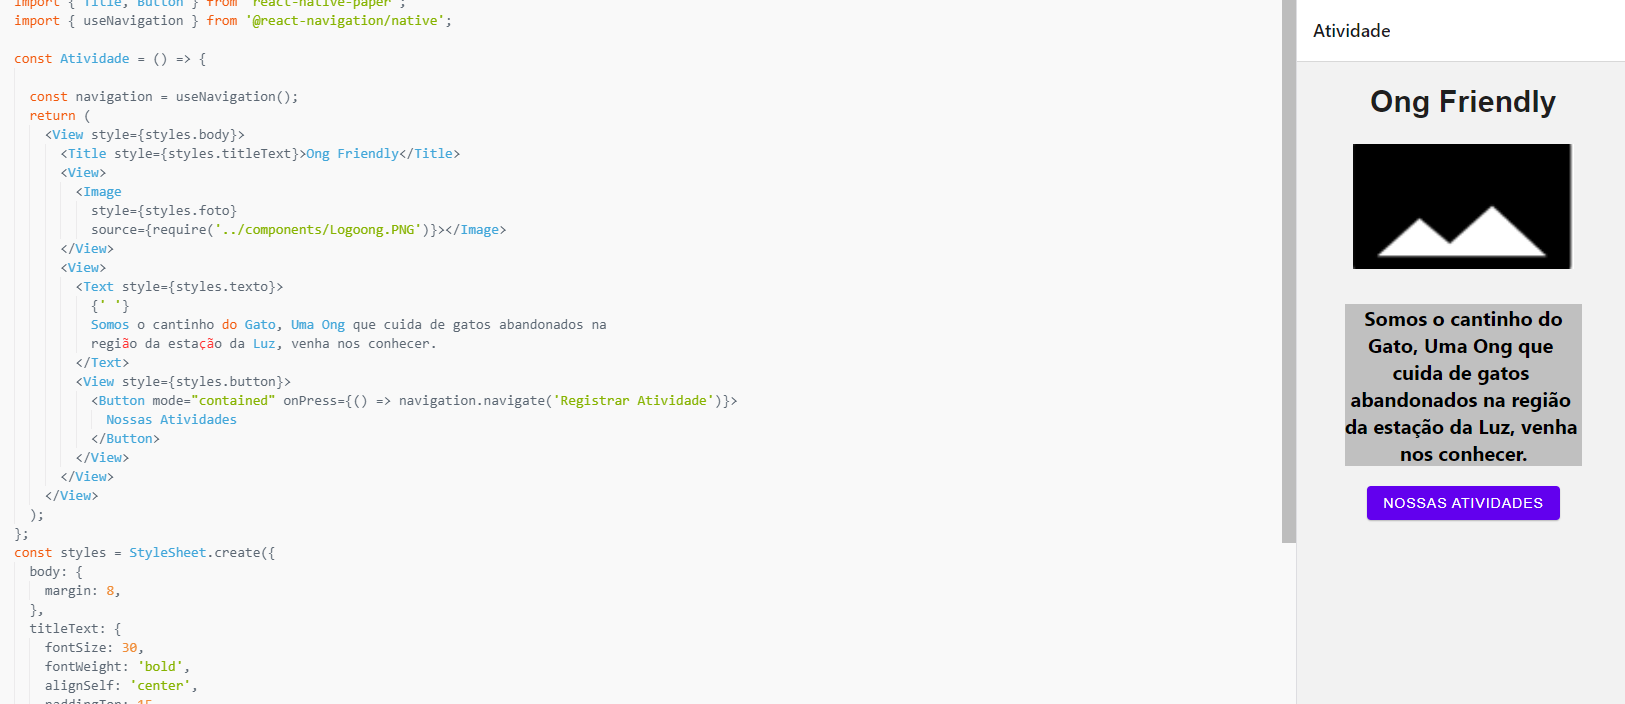 import { Title, Button } from 'react-native-paper';
import { useNavigation } from '@react-navigation/native';
const Atividade = () => {
const navigation = useNavigation();
return (
<View style={styles.body}>
<Title style={styles.titleText}>Ong Friendly</Title>
<View>
<Image
style={styles.foto}
source={require('../components/Logoong.PNG')}></Image>
</View>
<View>
<Text style={styles.texto}>
{' '}
Somos o cantinho do Gato, Uma Ong que cuida de gatos abandonados na
região da estação da Luz, venha nos conhecer.
</Text>
<View style={styles.button}>
<Button mode="contained" onPress={() => navigation.navigate('Registrar Atividade')}>
Nossas Atividades
</Button>
</View>
</View>
</View>
);
};
const styles = StyleSheet.create({
body: {
margin: 8,
},
titleText: {
fontSize: 30,
fontWeight: 'bold',
alignSelf: 'center',
paddingTop: 15
Atividade
Ong Friendly
Somos o cantinho do
Gato, Uma Ong que
cuida de gatos
abandonados na região
da estação da Luz, venha
nos conhecer.
NOSSAS ATIVIDADES